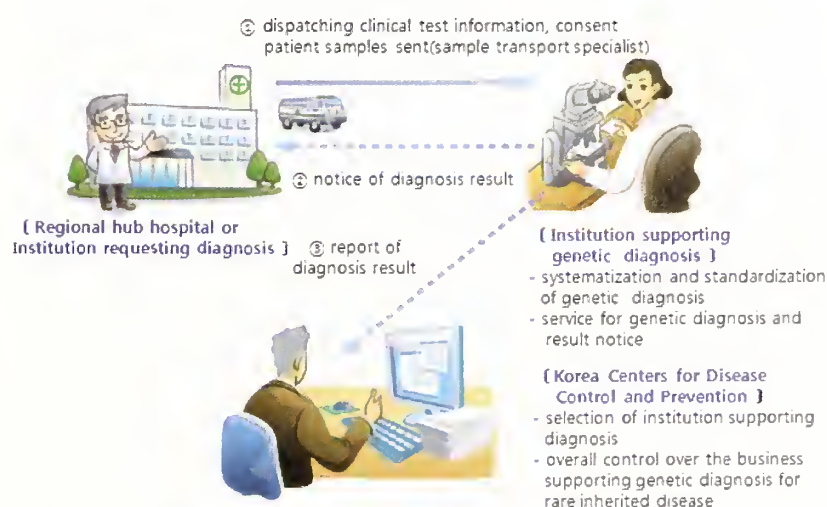 ① dispatching clinical test information, consent
patient samples sent(sample transport specialist)
② notice of diagnosis result
[ Regional hub hospital or
Institution requesting diagnosis ]
③ report of
diagnosis result
[ Institution supporting
genetic diagnosis ]
- systematization and standardization
of genetic diagnosis
- service for genetic diagnosis and
result notice
[ Korea Centers for Disease
Control and Prevention ]
- selection of institution supporting
diagnosis
- overall control over the business
supporting genetic diagnosis for
rare inherited disease